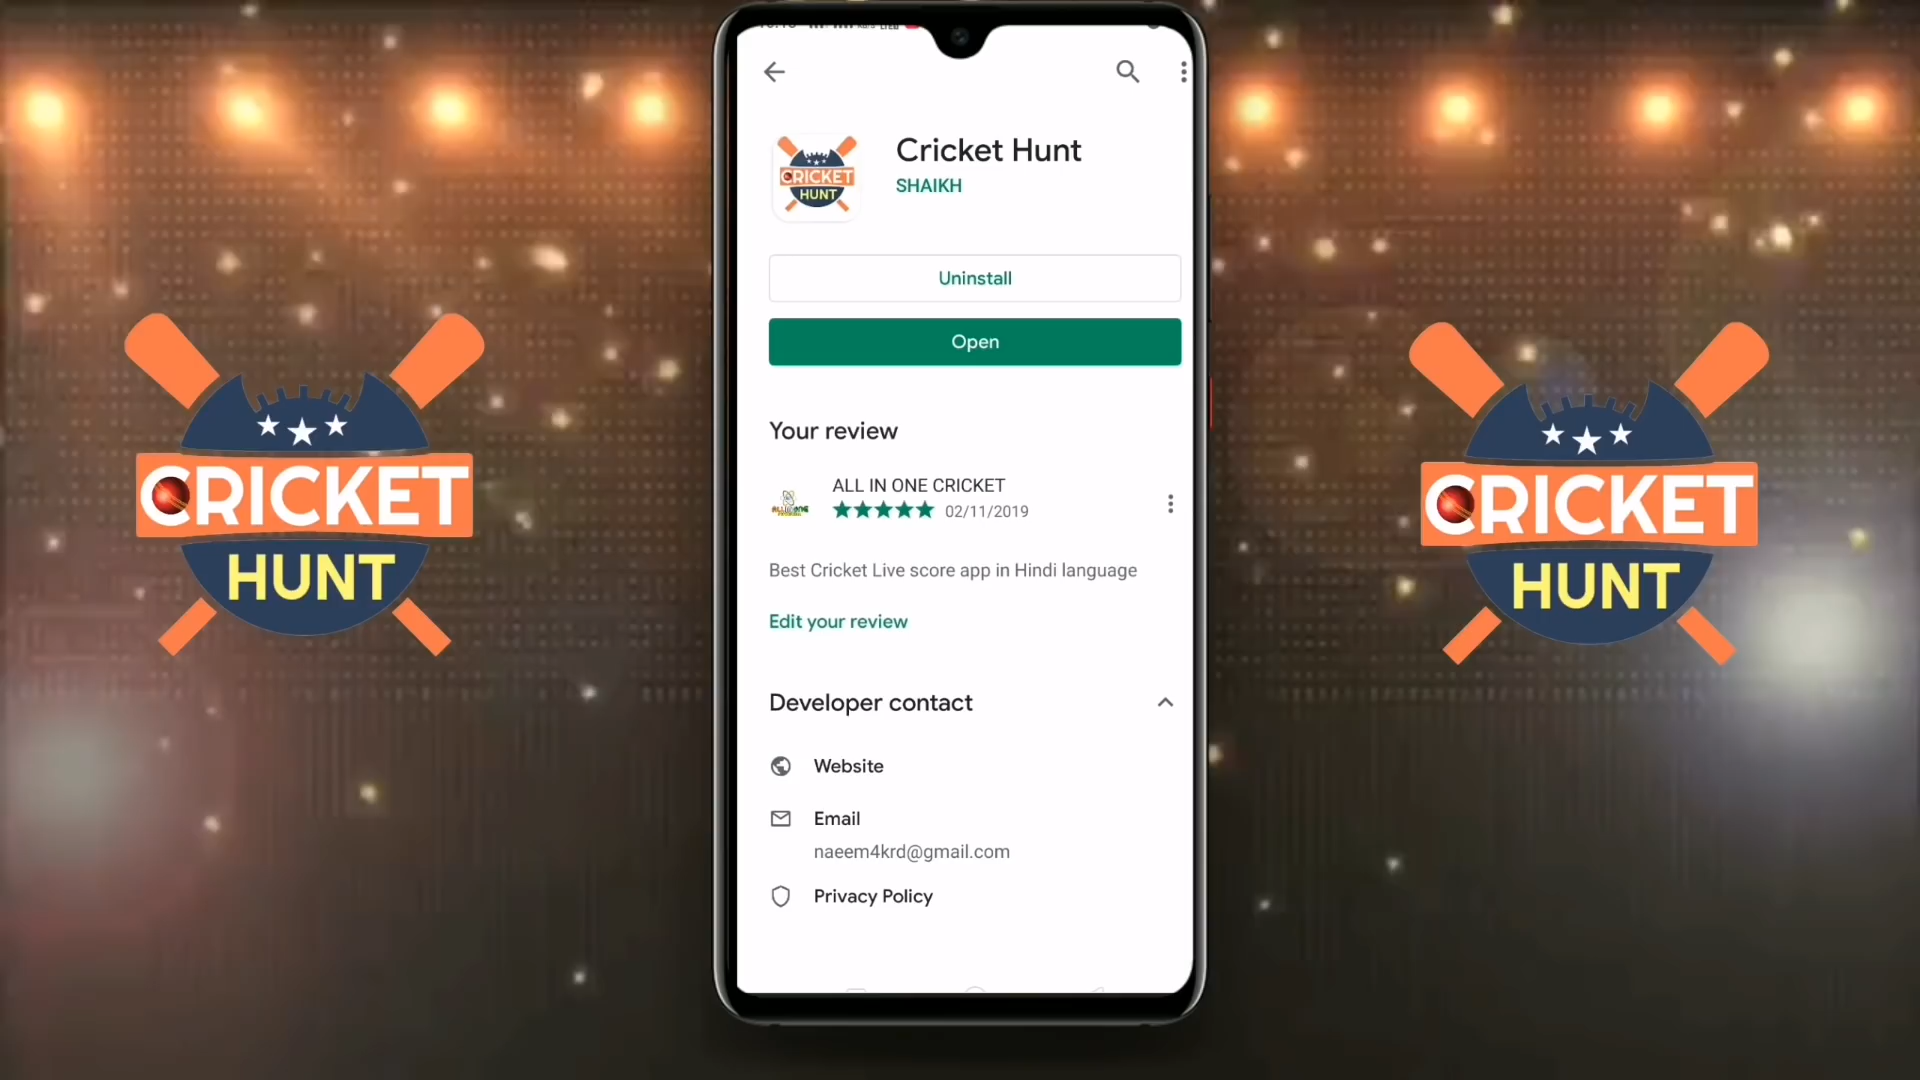 Cricket Hunt
SHAIKH
CRICKET
HUNT
Uninstall
Open
Your review
ALL IN ONE CRICKET
02/11/2019
Best Cricket Live score app in Hindi language
Edit your review
Developer contact
Website
Email
naeem4krd@gmail.com
Privacy Policy
CRICKET
HUNT
CRICKET
HUNT